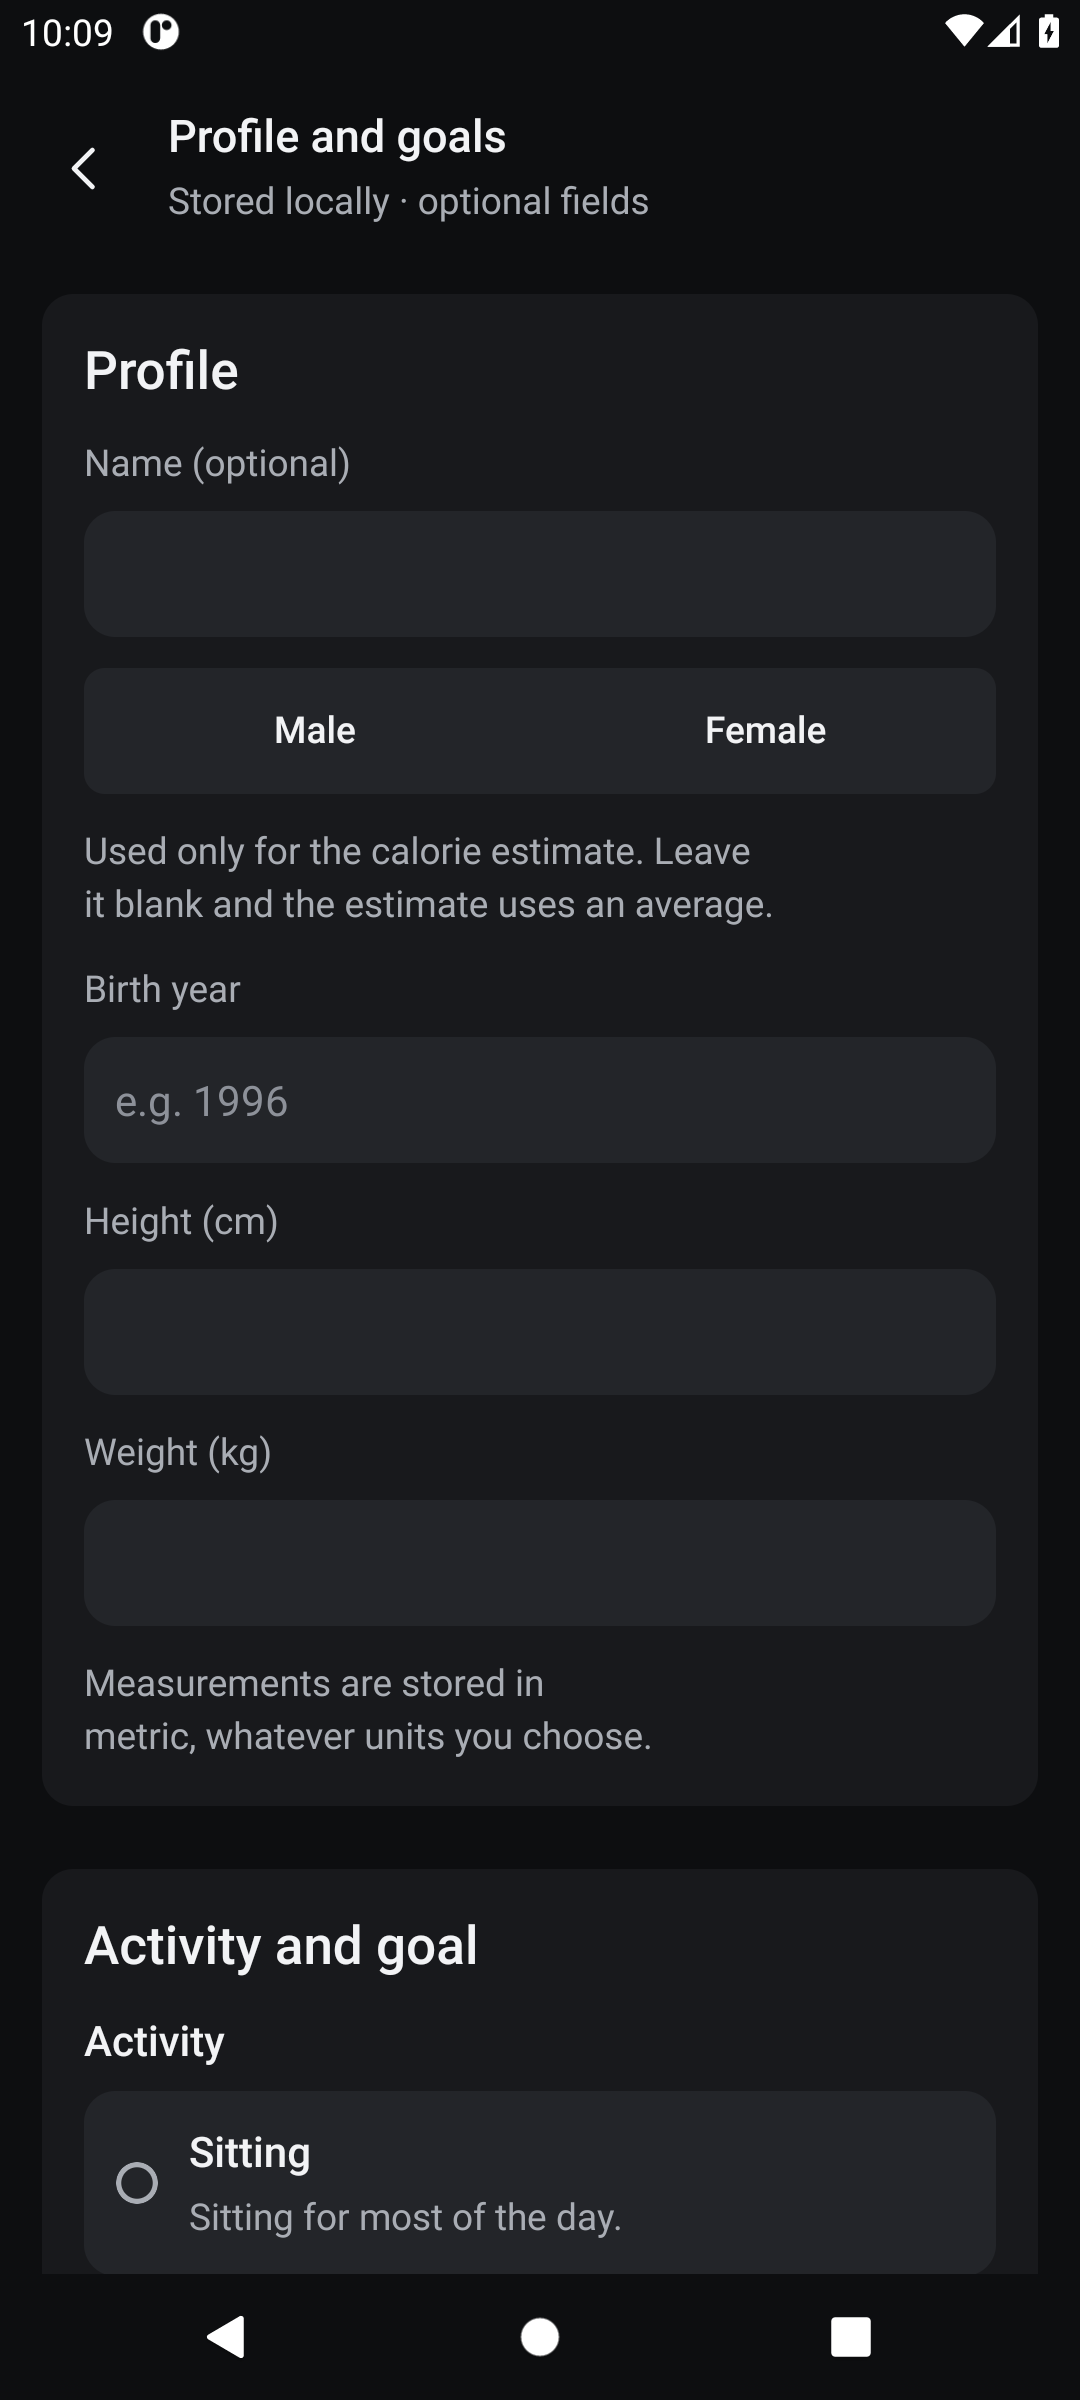 10:09
Profile and goals
Stored locally · optional fields
Profile
Name (optional)
Male
Female
Used only for the calorie estimate. Leave
it blank and the estimate uses an average.
Birth year
e.g. 1996
Height (cm)
Weight (kg)
Measurements are stored in
metric, whatever units you choose.
Activity and goal
Activity
Sitting
Sitting for most of the day.